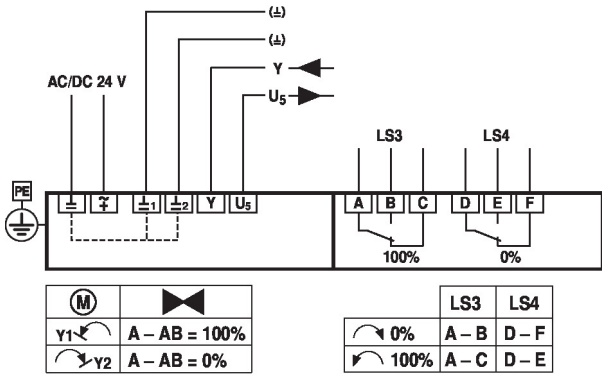 (⊥)
(⊥)
Y
U5
AC/DC 24 V
LS3 LS4
PE
⊥ ~ ⊥1 ⊥2 Y U5 A B C D E F
100% 0%
M
Y1 A – AB = 100%
Y2 A – AB = 0%
LS3 LS4
0% A – B D – F
100% A – C D – E